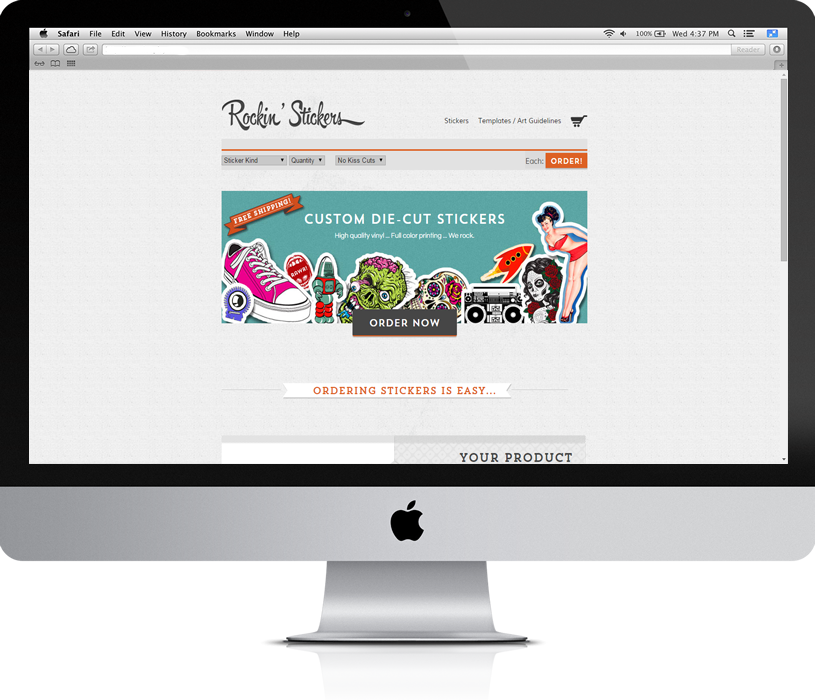 Safari File Edit View History Bookmarks Window Help 100% Wed 4:37 PM
Reader
Rockin' Stickers
Stickers Templates / Art Guidelines
Sticker Kind Quantity No Kiss Cuts Each: ORDER!
FREE SHIPPING!
CUSTOM DIE-CUT STICKERS
High quality vinyl ... Full color printing ... We rock.
RAWR!
ORDER NOW
ORDERING STICKERS IS EASY...
YOUR PRODUCT